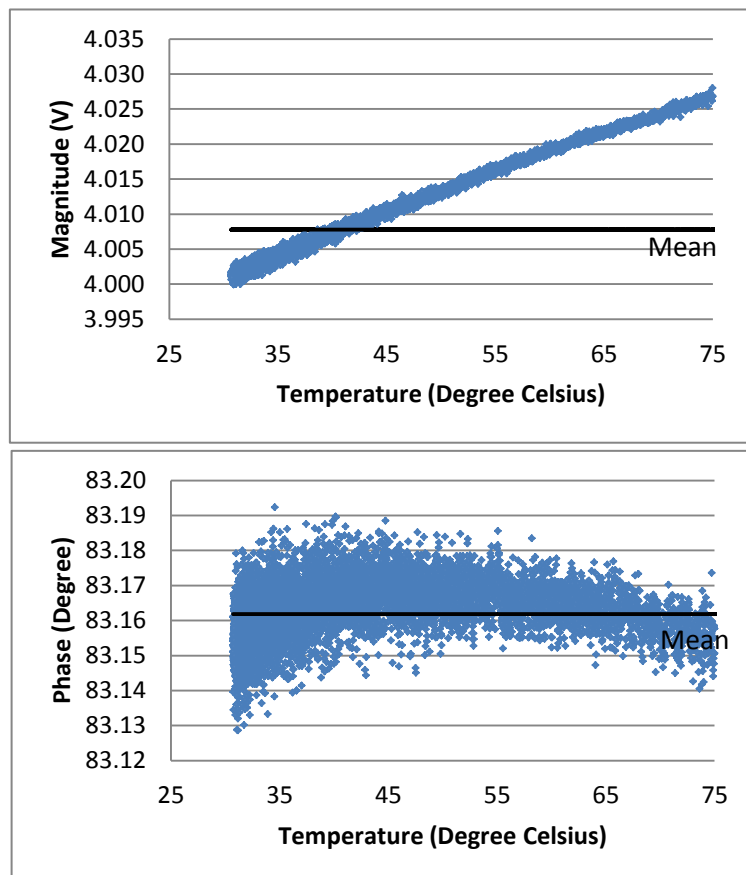 Magnitude (V)
4.035
4.030
4.025
4.020
4.015
4.010
4.005
4.000
3.995
Mean
25 35 45 55 65 75
Temperature (Degree Celsius)
Phase (Degree)
83.20
83.19
83.18
83.17
83.16
83.15
83.14
83.13
83.12
Mean
25 35 45 55 65 75
Temperature (Degree Celsius)